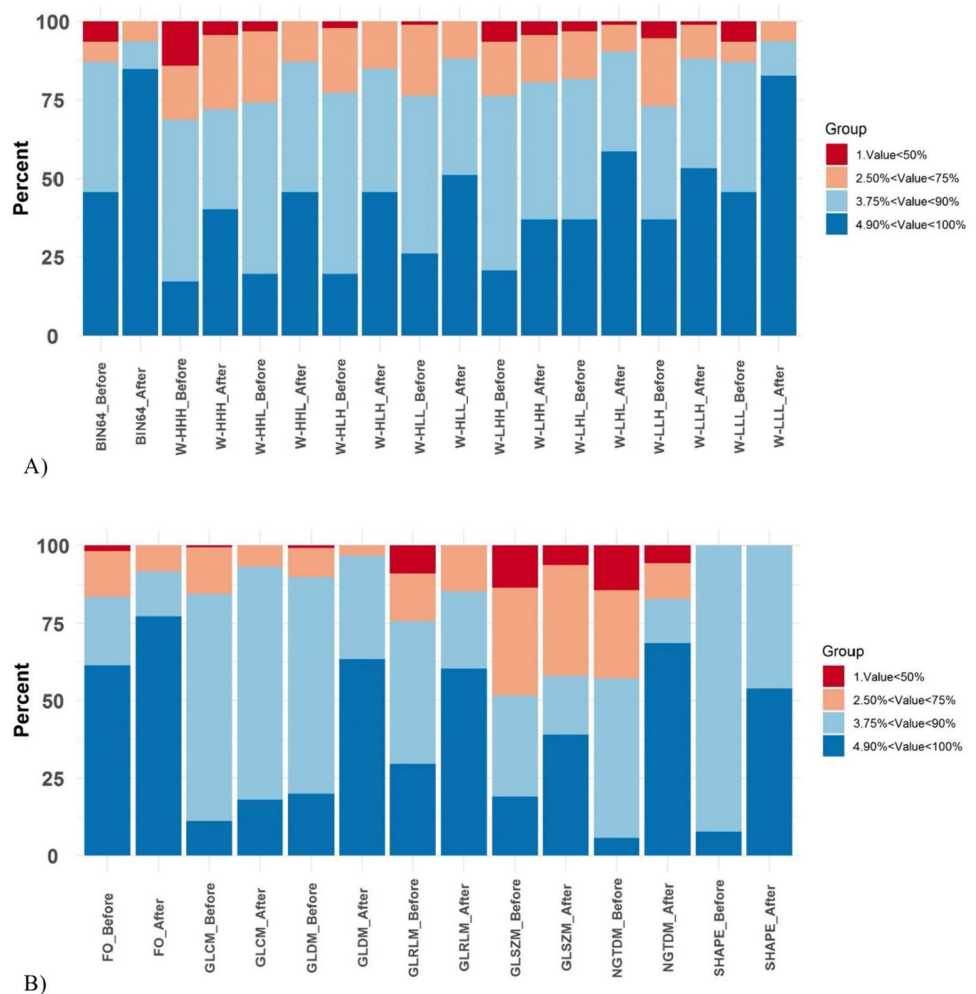 100
75
50
25
0
Percent
Group
1.Value<50%
2.50%<Value<75%
3.75%<Value<90%
4.90%<Value<100%
BIN64_Before
BIN64_After
W-HHH_Before
W-HHH_After
W-HHL_Before
W-HHL_After
W-HLH_Before
W-HLH_After
W-HLL_Before
W-HLL_After
W-LHH_Before
W-LHH_After
W-LHL_Before
W-LHL_After
W-LLH_Before
W-LLH_After
W-LLL_Before
W-LLL_After
A)
100
75
50
25
0
Percent
Group
1.Value<50%
2.50%<Value<75%
3.75%<Value<90%
4.90%<Value<100%
FO_Before
FO_After
GLCM_Before
GLCM_After
GLDM_Before
GLDM_After
GLRLM_Before
GLRLM_After
GLSZM_Before
GLSZM_After
NGTDM_Before
NGTDM_After
SHAPE_Before
SHAPE_After
B)